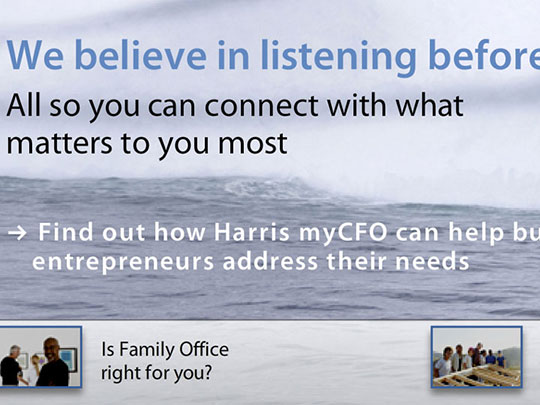 We believe in listening before
All so you can connect with what
matters to you most
→ Find out how Harris myCFO can help bu
entrepreneurs address their needs
Is Family Office
right for you?